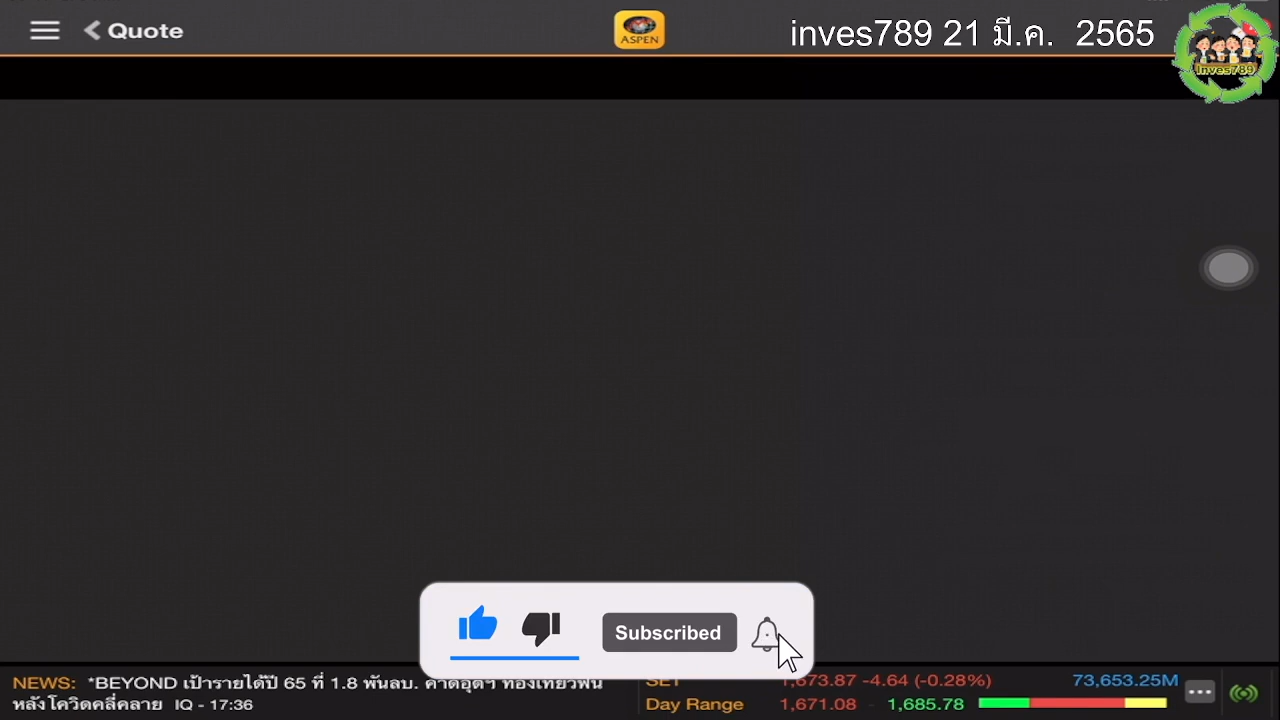 Quote
ASPEN
inves789 21 มี.ค. 2565
Inves789
Subscribed
NEWS: *BEYOND เป้ารายได้ปี 65 ที่ 1.8 พันลบ. คาดอุตฯ ท่องเที่ยวฟื้น
หลังโควิดคลี่คลาย IQ - 17:36
SET 1,673.87 -4.64 (-0.28%) 73,653.25M
Day Range 1,671.08 - 1,685.78